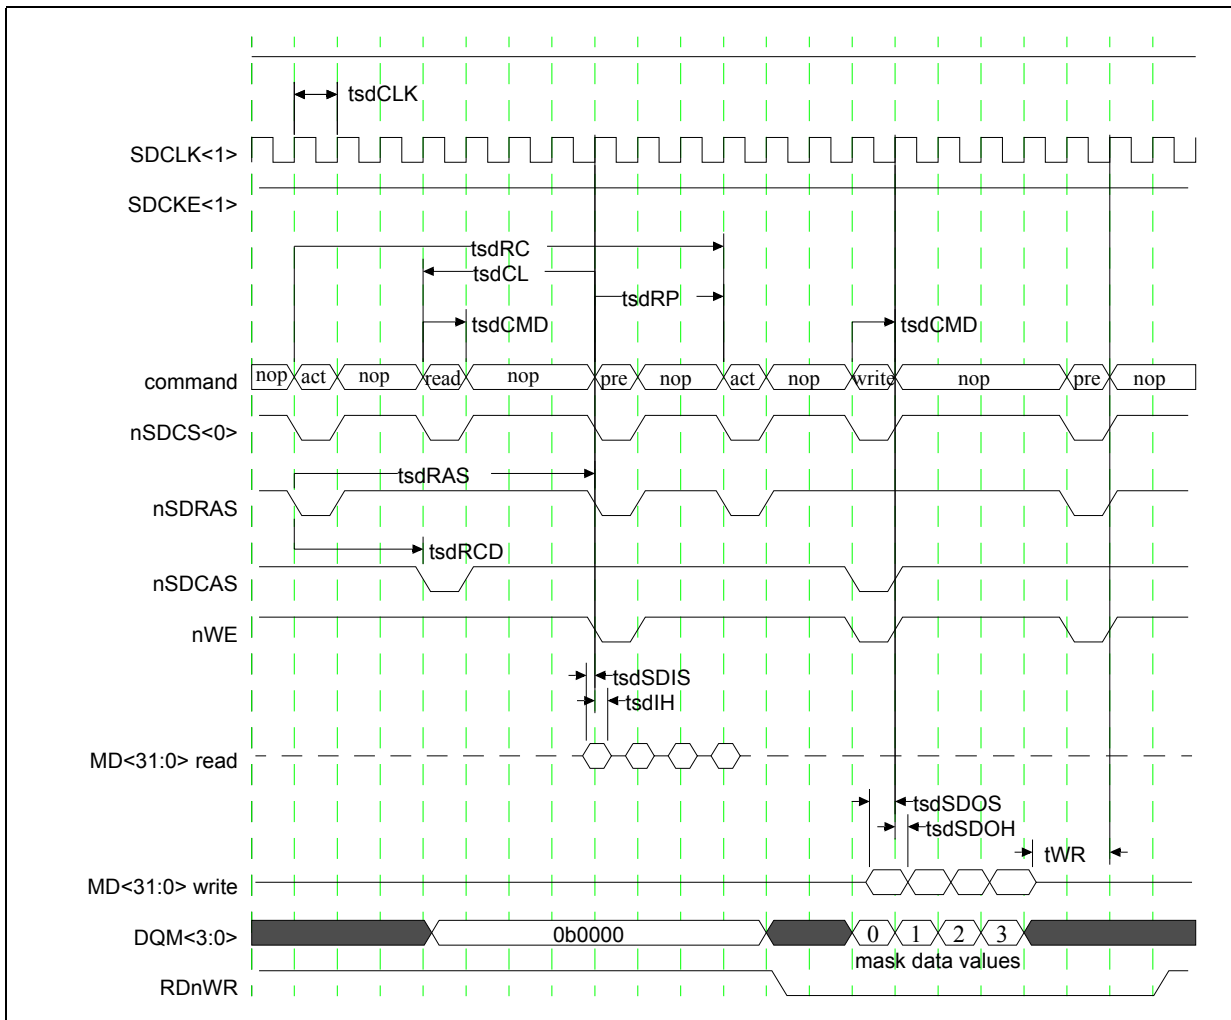 tsdCLK
SDCLK<1>
SDCKE<1>
tsdRC
tsdCL
tsdRP
tsdCMD tsdCMD
command nop act nop read nop pre nop act nop write nop pre nop
nSDCS<0>
tsdRAS
nSDRAS
tsdRCD
nSDCAS
nWE
tsdSDIS
tsdIH
MD<31:0> read
tsdSDOS
tsdSDOH
tWR
MD<31:0> write
DQM<3:0> 0b0000 0 1 2 3
mask data values
RDnWR